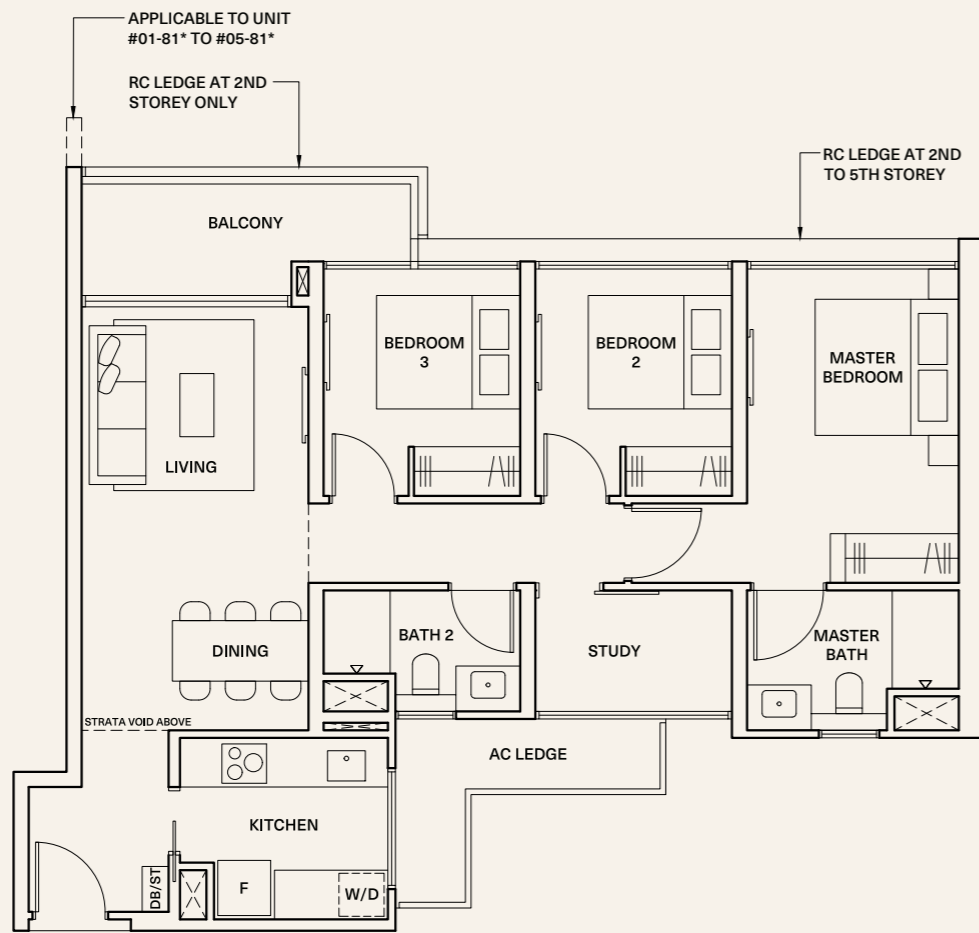 APPLICABLE TO UNIT
#01-81* TO #05-81*
RC LEDGE AT 2ND
STOREY ONLY
RC LEDGE AT 2ND
TO 5TH STOREY
BALCONY
BEDROOM
3
BEDROOM
2
MASTER
BEDROOM
LIVING
DINING
BATH 2
STUDY
MASTER
BATH
STRATA VOID ABOVE
AC LEDGE
KITCHEN
DB/ST
F
W/D